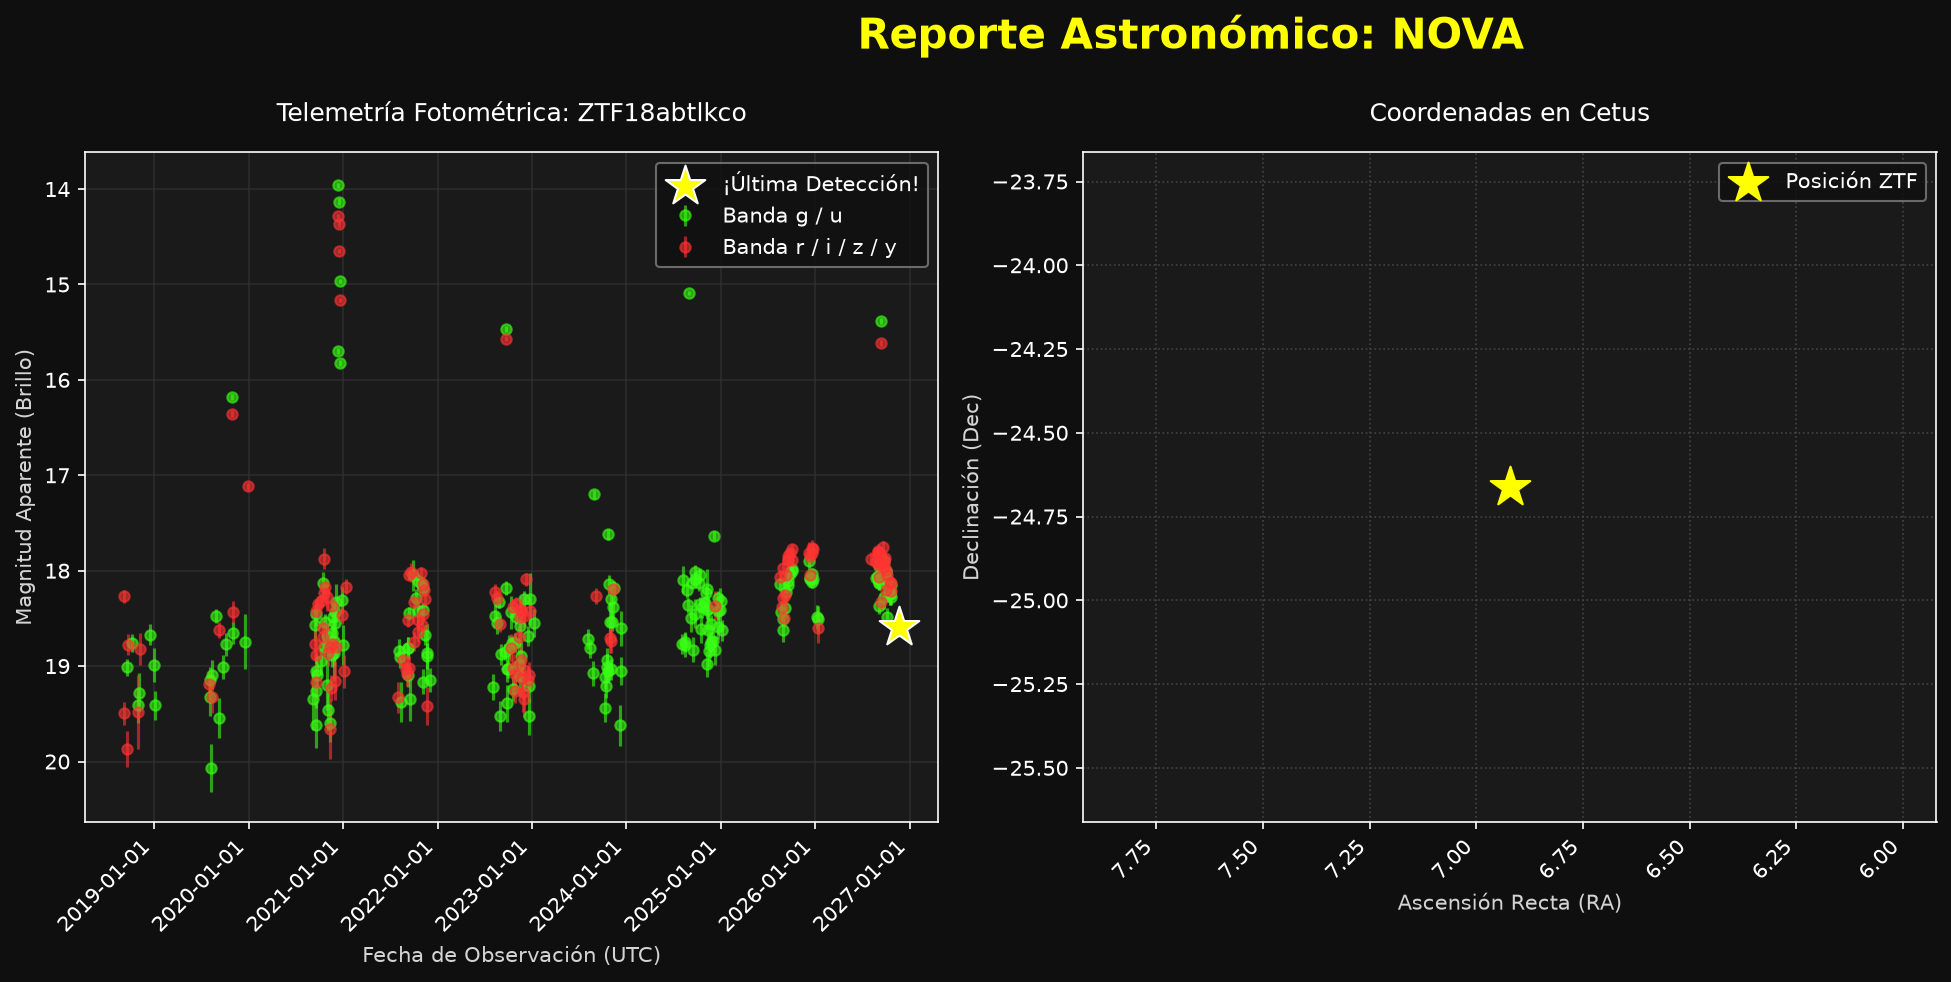 Reporte Astronómico: NOVA
Telemetría Fotométrica: ZTF18abtlkco
¡Última Detección!
Banda g / u
Banda r / i / z / y
Magnitud Aparente (Brillo)
14
15
16
17
18
19
20
2019-01-01
2020-01-01
2021-01-01
2022-01-01
2023-01-01
2024-01-01
2025-01-01
2026-01-01
2027-01-01
Fecha de Observación (UTC)
Coordenadas en Cetus
Posición ZTF
Declinación (Dec)
−23.75
−24.00
−24.25
−24.50
−24.75
−25.00
−25.25
−25.50
7.75
7.50
7.25
7.00
6.75
6.50
6.25
6.00
Ascensión Recta (RA)